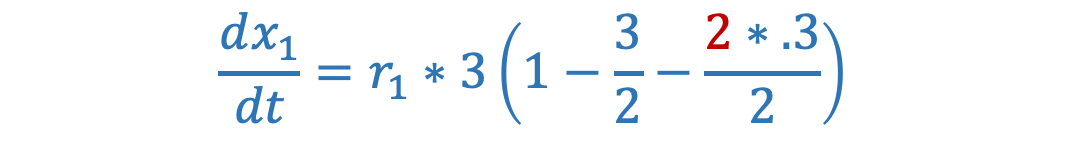 dx₁/dt = r₁ * 3 (1 − 3/2 − 2 * .3/2)